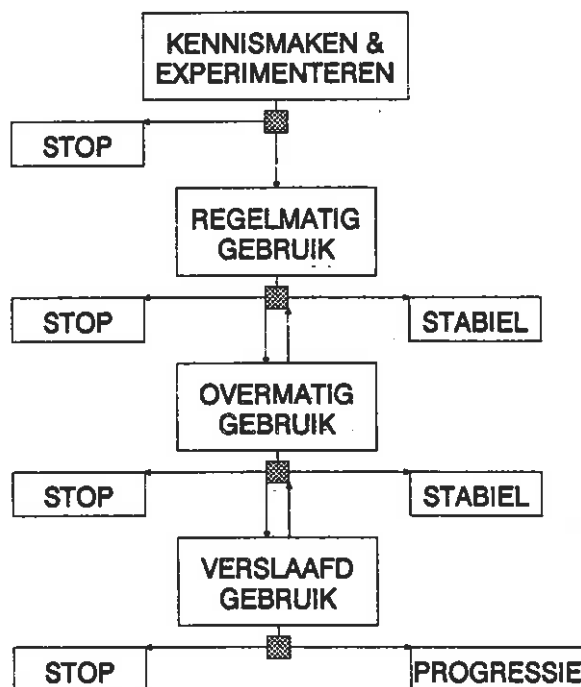 KENNISMAKEN &
EXPERIMENTEREN
STOP
REGELMATIG
GEBRUIK
STOP
STABIEL
OVERMATIG
GEBRUIK
STOP
STABIEL
VERSLAAFD
GEBRUIK
STOP
PROGRESSIE